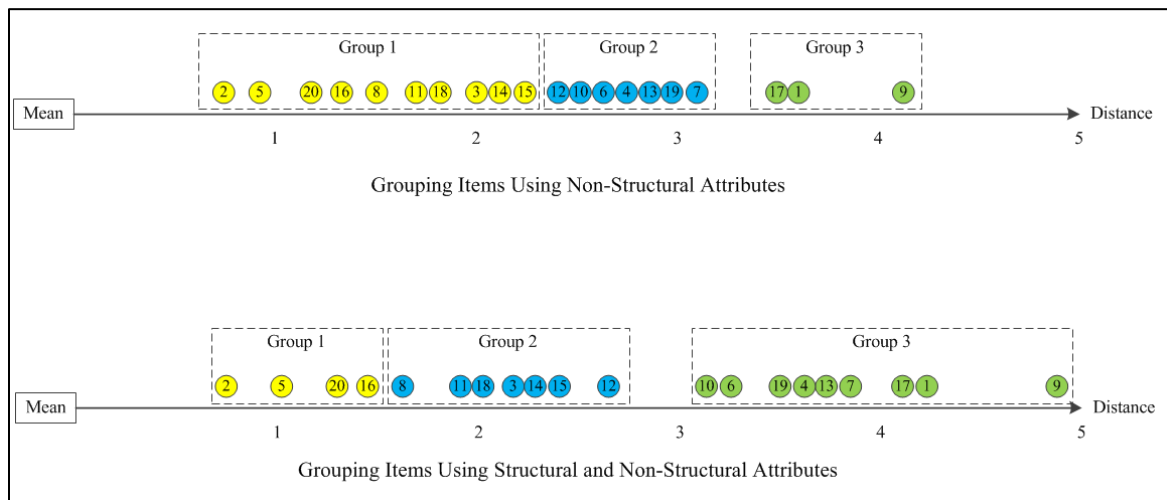 Group 1 Group 2 Group 3
2 5 20 16 8 11 18 3 14 15 12 10 6 4 13 19 7 17 1 9
Mean Distance
1 2 3 4 5
Grouping Items Using Non-Structural Attributes
Group 1 Group 2 Group 3
2 5 20 16 8 11 18 3 14 15 12 10 6 19 4 13 7 17 1 9
Mean Distance
1 2 3 4 5
Grouping Items Using Structural and Non-Structural Attributes